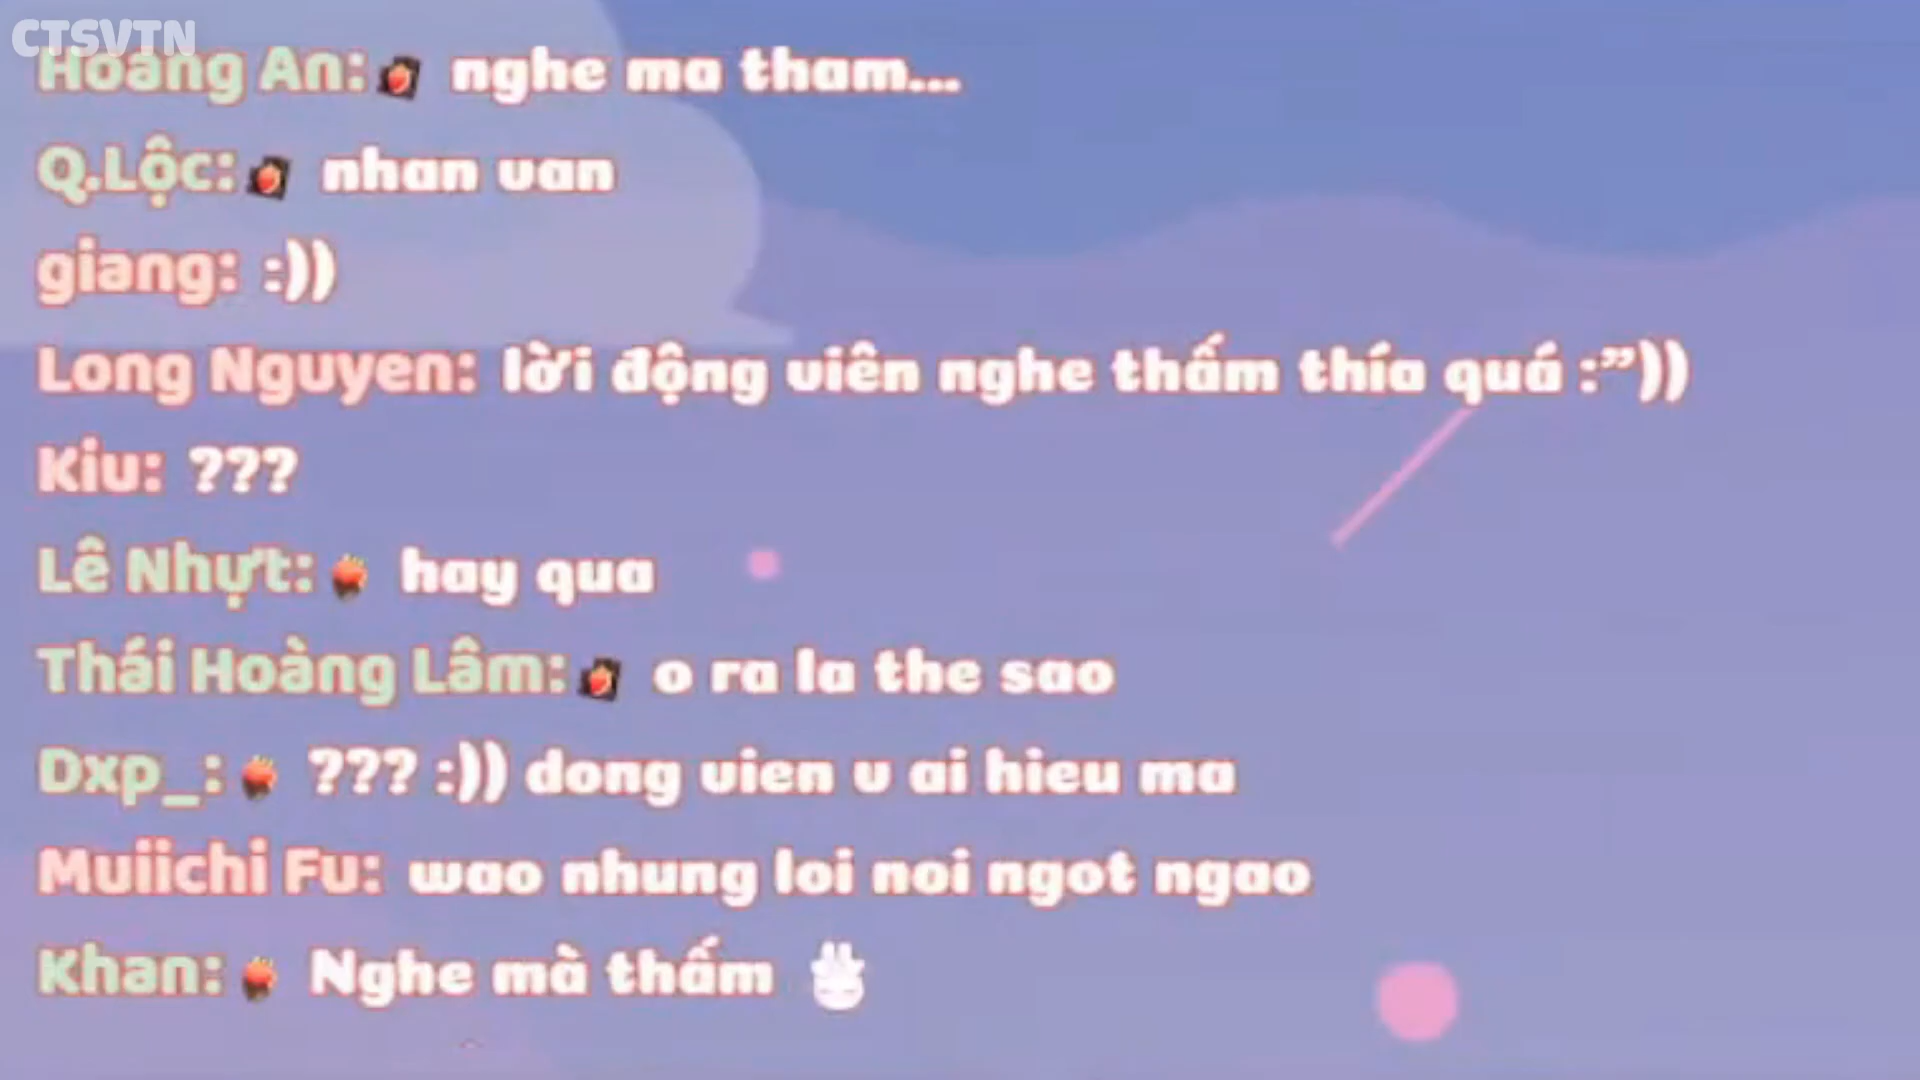 CTSVTN
Hoàng An: nghe ma tham...
Q.Lộc: nhan van
giang: :))
Long Nguyen: lời động viên nghe thấm thía quá :”))
Kiu: ???
Lê Nhựt: hay qua
Thái Hoàng Lâm: o ra la the sao
Dxp_: ??? :)) dong vien v ai hieu ma
Muiichi Fu: wao nhung loi noi ngot ngao
Khan: Nghe mà thấm